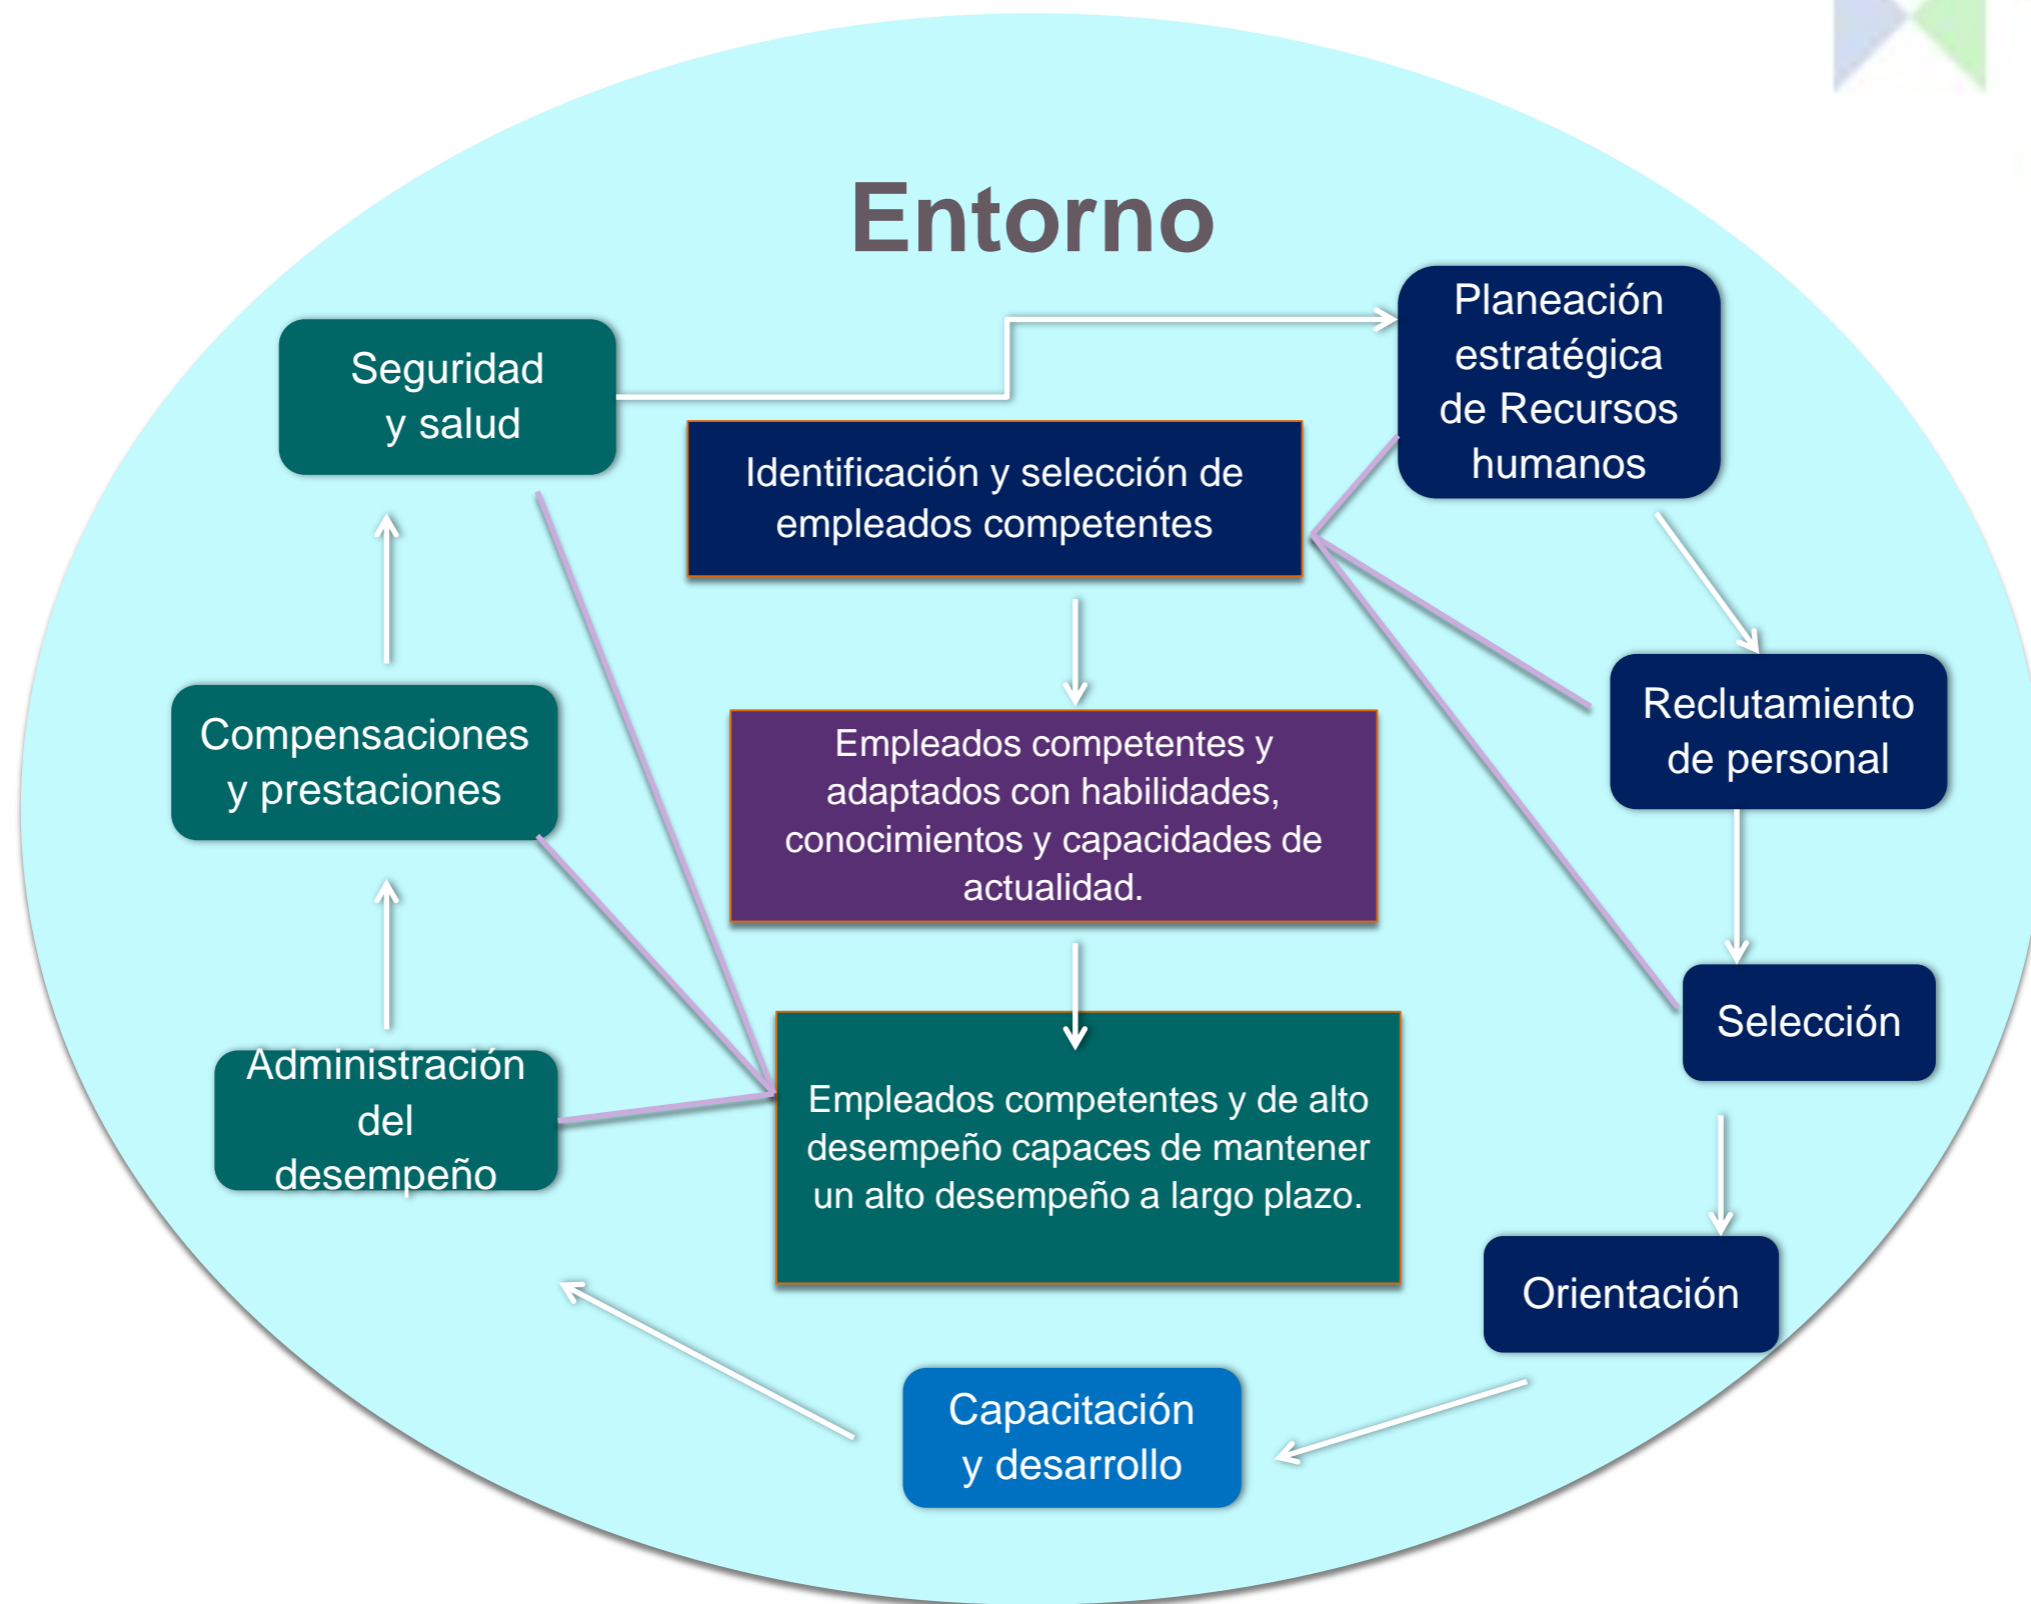 Entorno
Planeación
estratégica
de Recursos
humanos
Seguridad
y salud
Identificación y selección de
empleados competentes
Reclutamiento
de personal
Compensaciones
y prestaciones
Empleados competentes y
adaptados con habilidades,
conocimientos y capacidades de
actualidad.
Selección
Administración
del
desempeño
Empleados competentes y de alto
desempeño capaces de mantener
un alto desempeño a largo plazo.
Orientación
Capacitación
y desarrollo